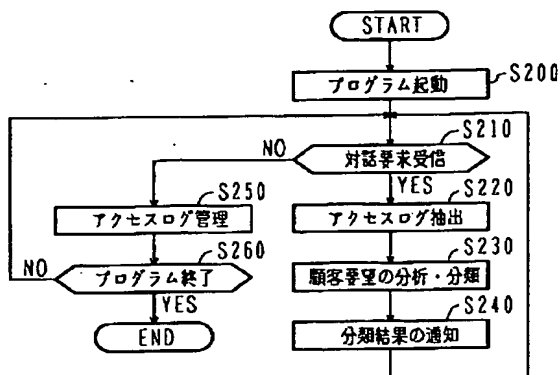 START
プログラム起動
S200
S210
対話要求受信
NO
YES
S250
アクセスログ管理
S220
アクセスログ抽出
S260
プログラム終了
NO
YES
END
S230
顧客要望の分析・分類
S240
分類結果の通知